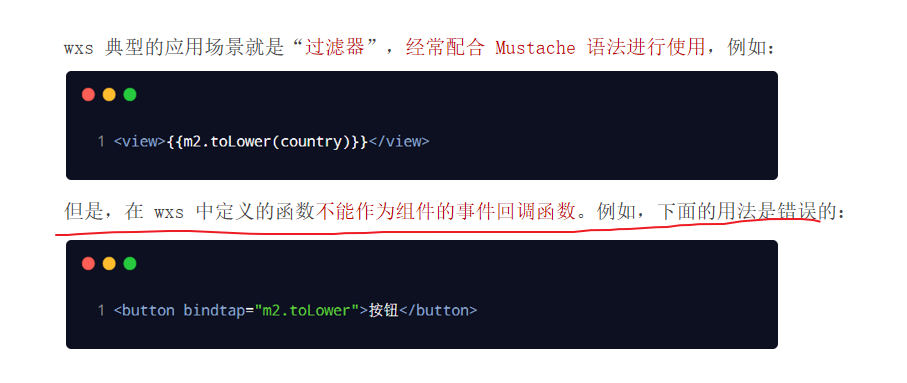 wxs 典型的应用场景就是“过滤器”，经常配合 Mustache 语法进行使用，例如：
1 <view>{{m2.toLower(country)}}</view>
但是，在 wxs 中定义的函数不能作为组件的事件回调函数。例如，下面的用法是错误的：
1 <button bindtap="m2.toLower">按钮</button>